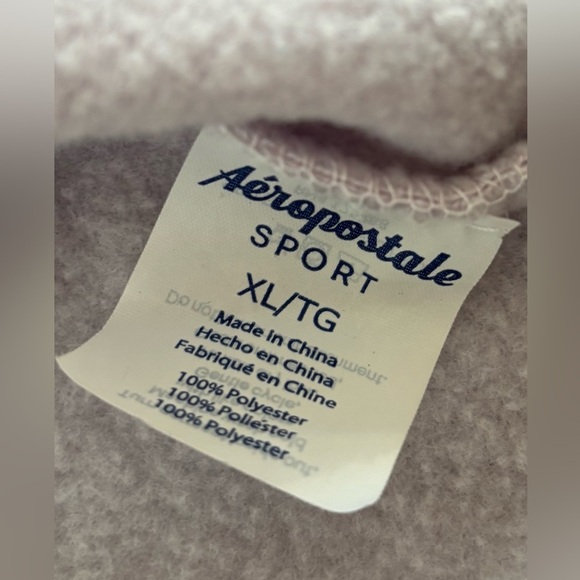 Aéropostale
SPORT
XL/TG
Made in China
Hecho en China
Fabriqué en Chine
100% Polyester
100% Poliéster
100% Polyester